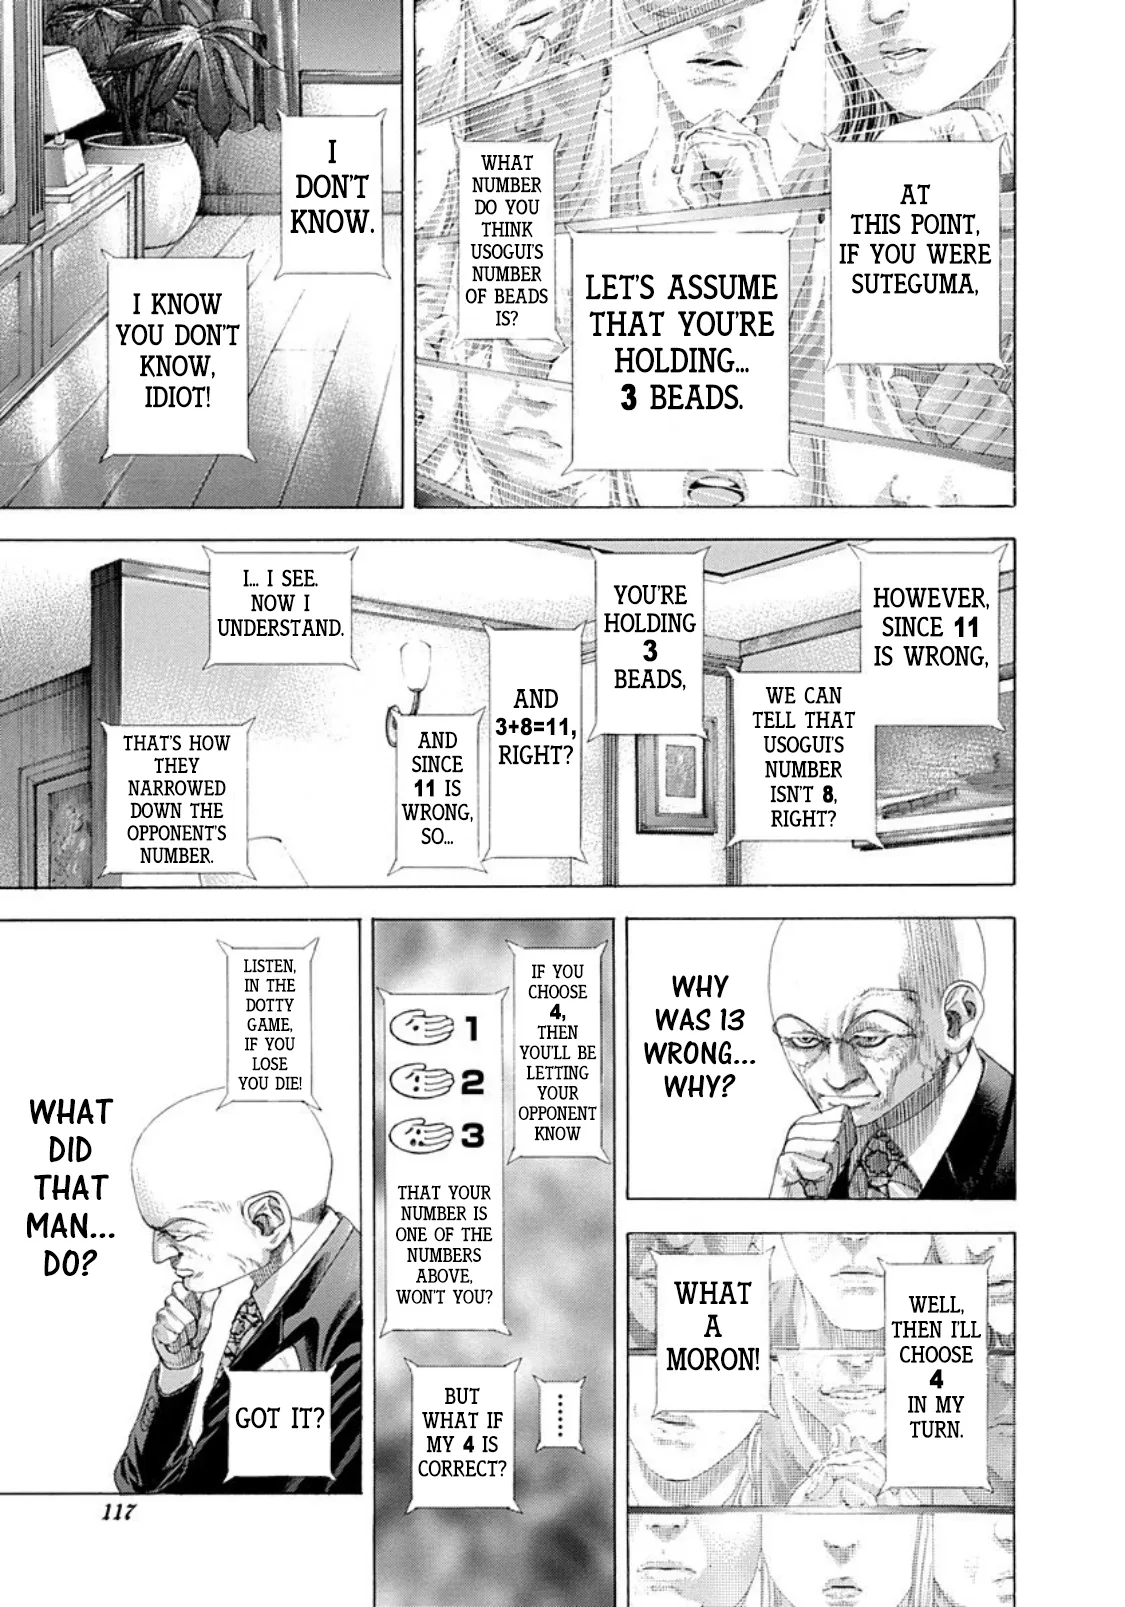 AT
THIS POINT,
IF YOU WERE
SUTEGUMA,
LET'S ASSUME
THAT YOU'RE
HOLDING...
3 BEADS.
WHAT
NUMBER
DO YOU
THINK
USOGUI'S
NUMBER
OF BEADS
IS?
I
DON'T
KNOW.
I KNOW
YOU DON'T
KNOW,
IDIOT!
HOWEVER,
SINCE 11
IS WRONG,
WE CAN
TELL THAT
USOGUI'S
NUMBER
ISN'T 8,
RIGHT?
YOU'RE
HOLDING
3
BEADS,
AND
3+8=11,
RIGHT?
AND
SINCE
11 IS
WRONG,
SO...
I... I SEE.
NOW I
UNDERSTAND.
THAT'S HOW
THEY
NARROWED
DOWN THE
OPPONENT'S
NUMBER.
WHY
WAS 13
WRONG...
WHY?
WELL,
THEN I'LL
CHOOSE
4
IN MY
TURN.
WHAT
A
MORON!
IF YOU
CHOOSE
4,
THEN
YOU'LL BE
LETTING
YOUR
OPPONENT
KNOW
1
2
3
THAT YOUR
NUMBER IS
ONE OF THE
NUMBERS
ABOVE,
WON'T YOU?
......
BUT
WHAT IF
MY 4 IS
CORRECT?
LISTEN,
IN THE
DOTTY
GAME,
IF YOU
LOSE
YOU DIE!
WHAT
DID
THAT
MAN...
DO?
GOT IT?
117